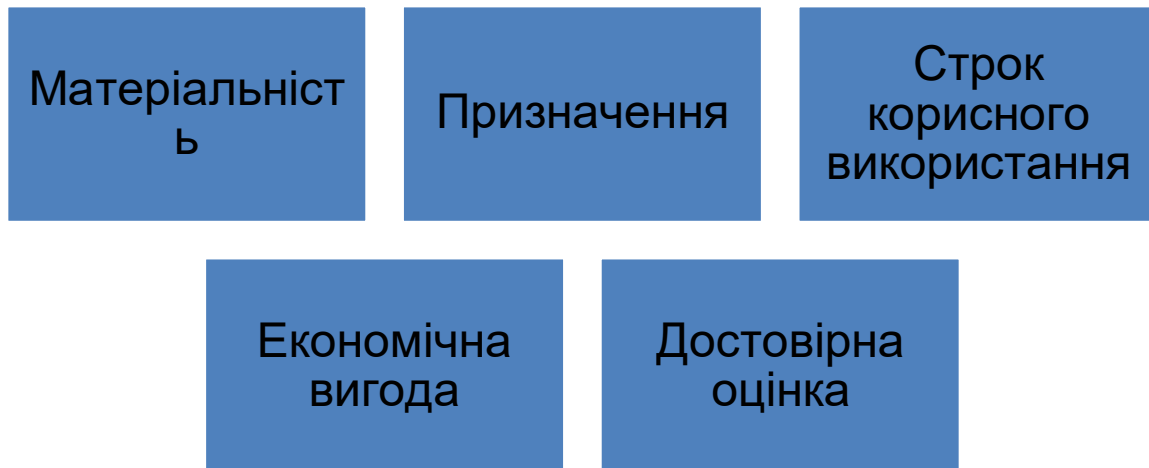 Матеріальніст
ь
Призначення
Строк
корисного
використання
Економічна
вигода
Достовірна
оцінка